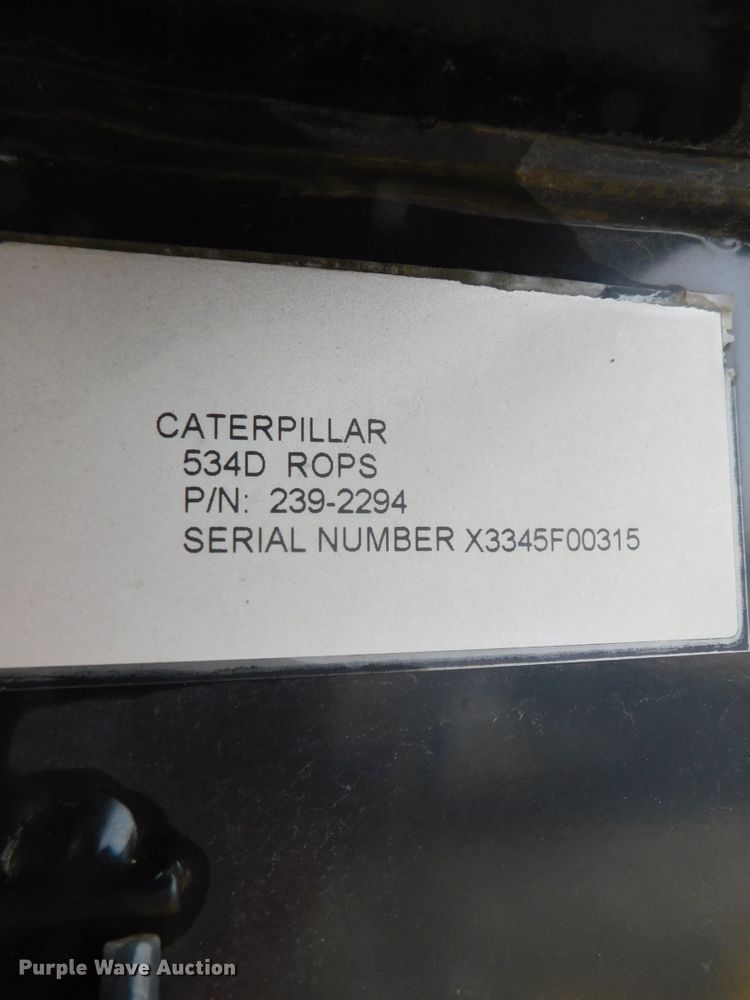 CATERPILLAR
534D ROPS
P/N: 239-2294
SERIAL NUMBER X3345F00315
Purple Wave Auction